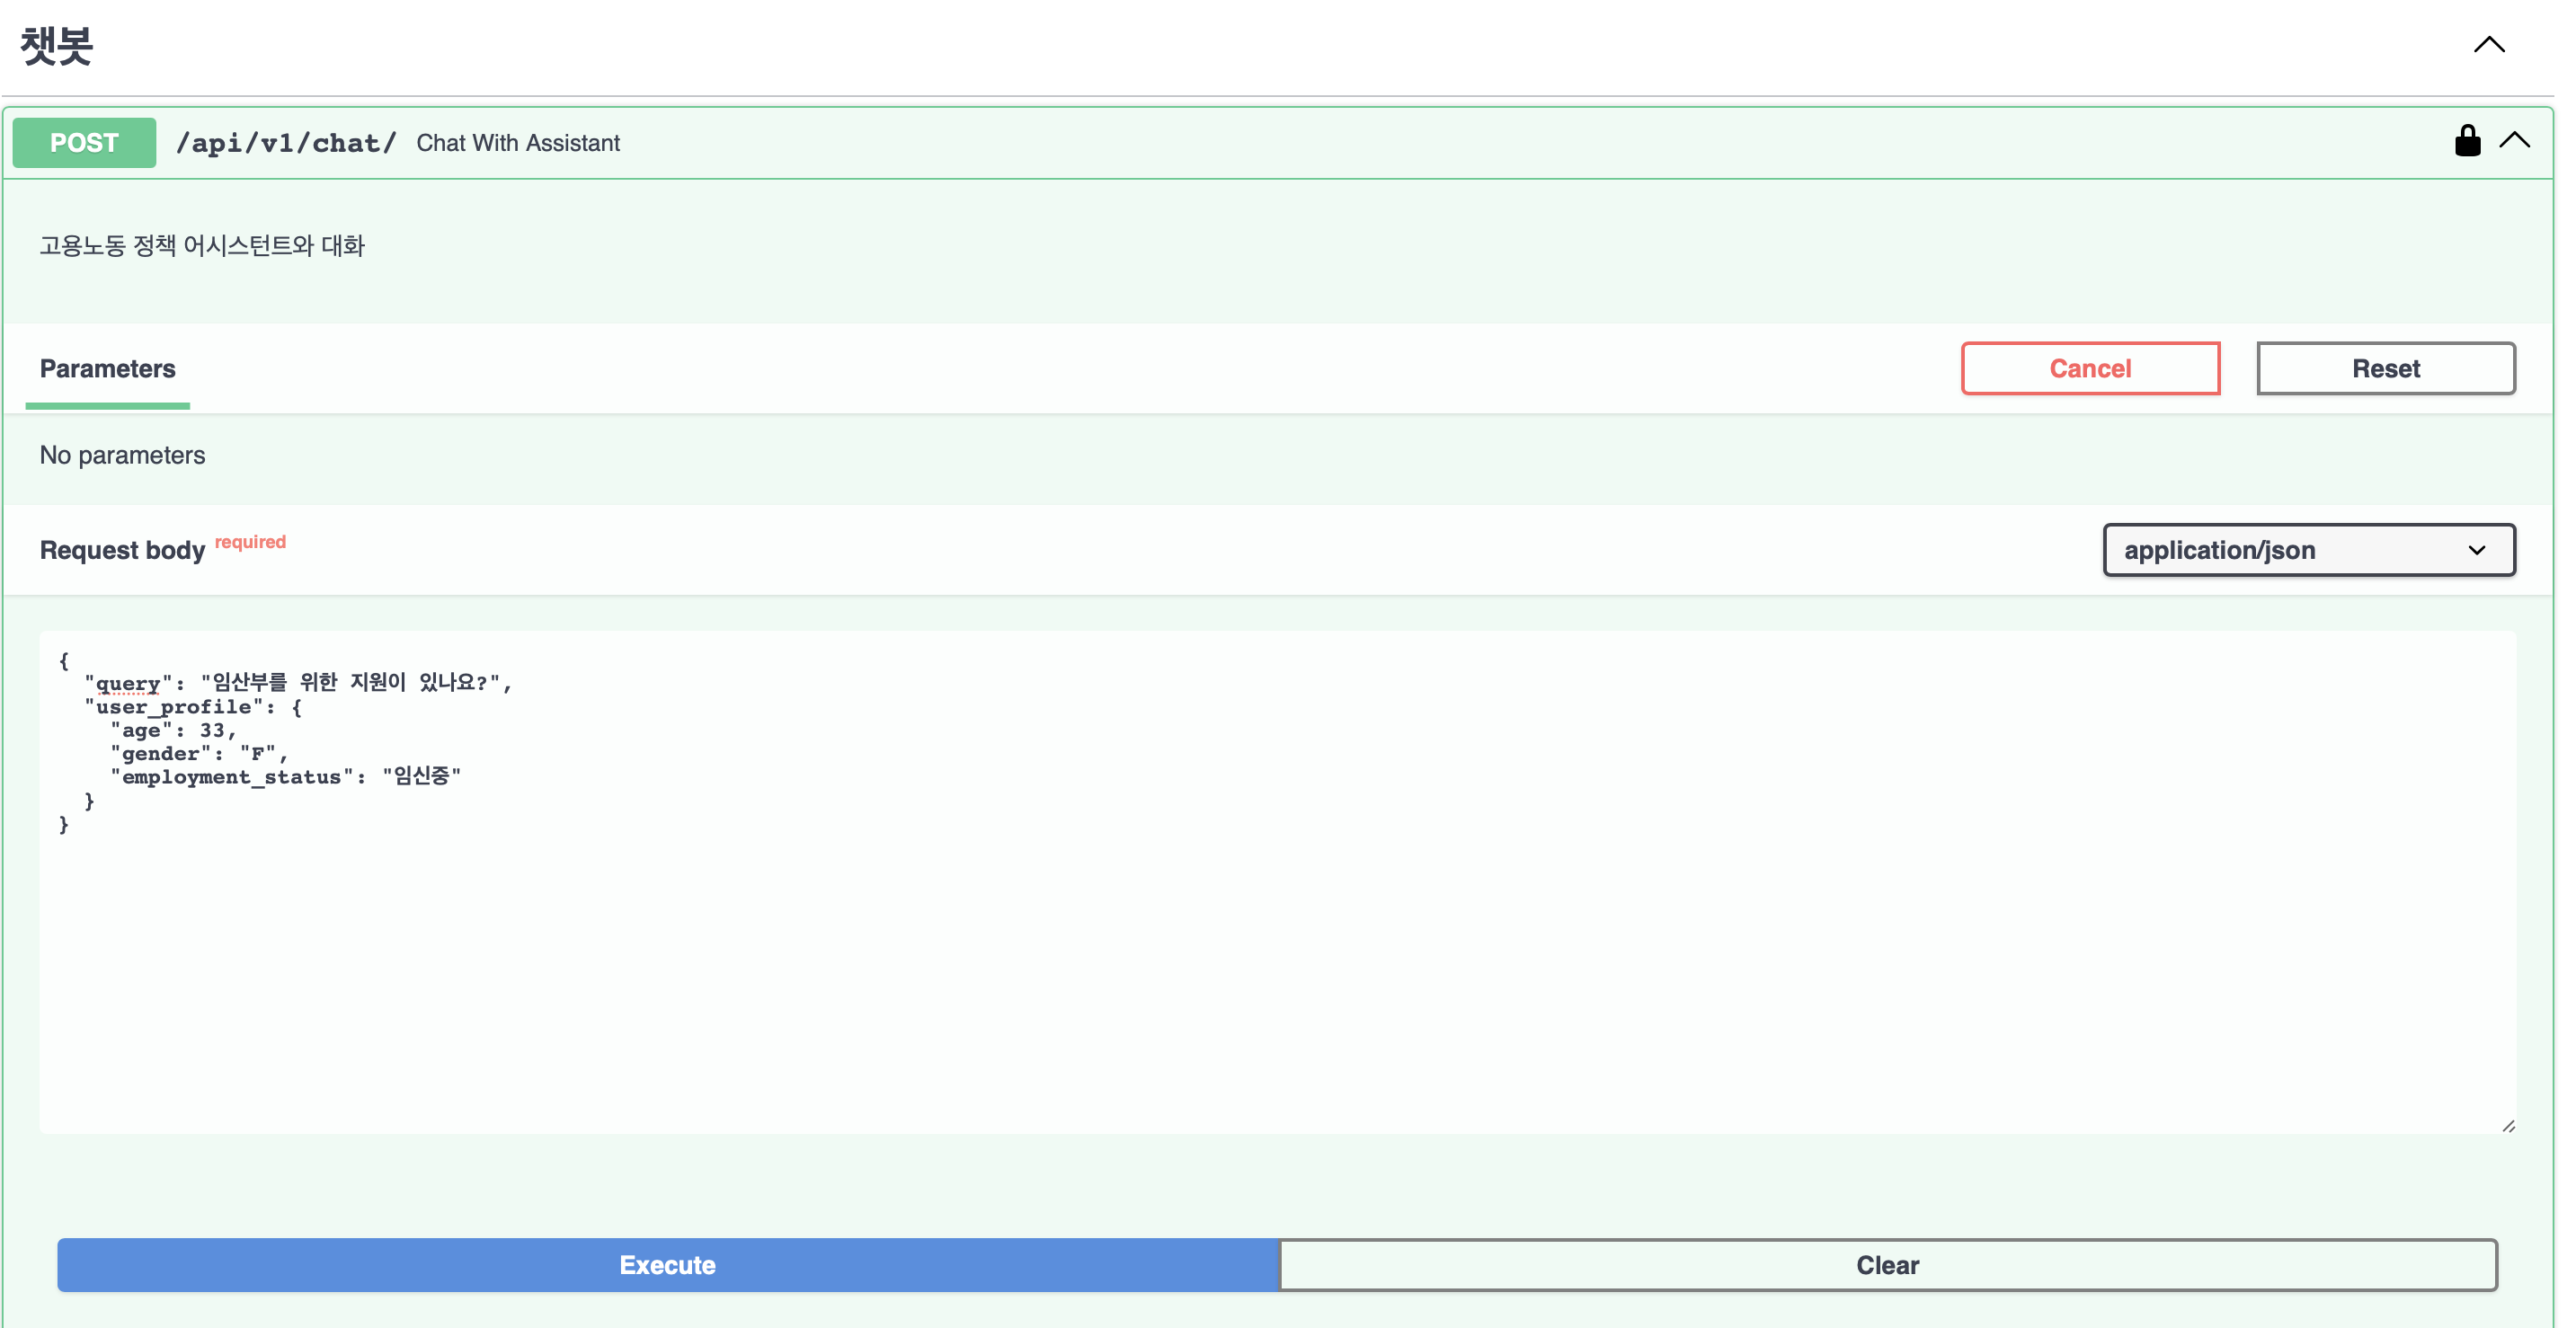 챗봇
POST /api/v1/chat/ Chat With Assistant
고용노동 정책 어시스턴트와 대화
Parameters Cancel Reset
No parameters
Request body required application/json
{
  "query": "임산부를 위한 지원이 있나요?",
  "user_profile": {
    "age": 33,
    "gender": "F",
    "employment_status": "임신중"
  }
}
Execute Clear